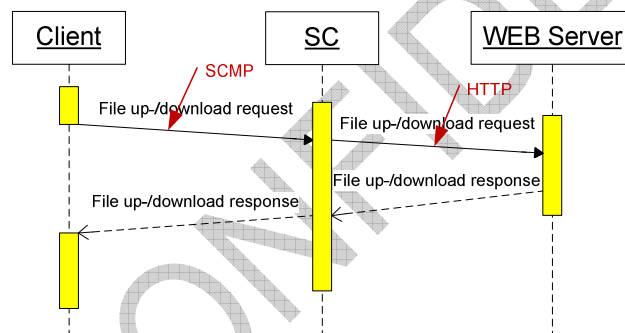 Client
SC
WEB Server
SCMP
HTTP
File up-/download request
File up-/download request
File up-/download response
File up-/download response
ONFIDE